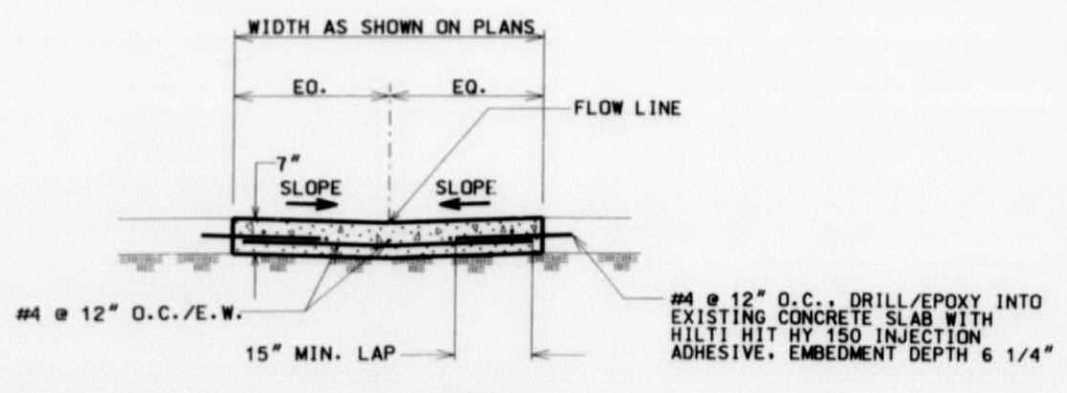 WIDTH AS SHOWN ON PLANS
EQ.
EQ.
FLOW LINE
7"
SLOPE
SLOPE
#4 @ 12" O.C./E.W.
15" MIN. LAP
#4 @ 12" O.C., DRILL/EPOXY INTO
EXISTING CONCRETE SLAB WITH
HILTI HIT HY 150 INJECTION
ADHESIVE. EMBEDMENT DEPTH 6 1/4"